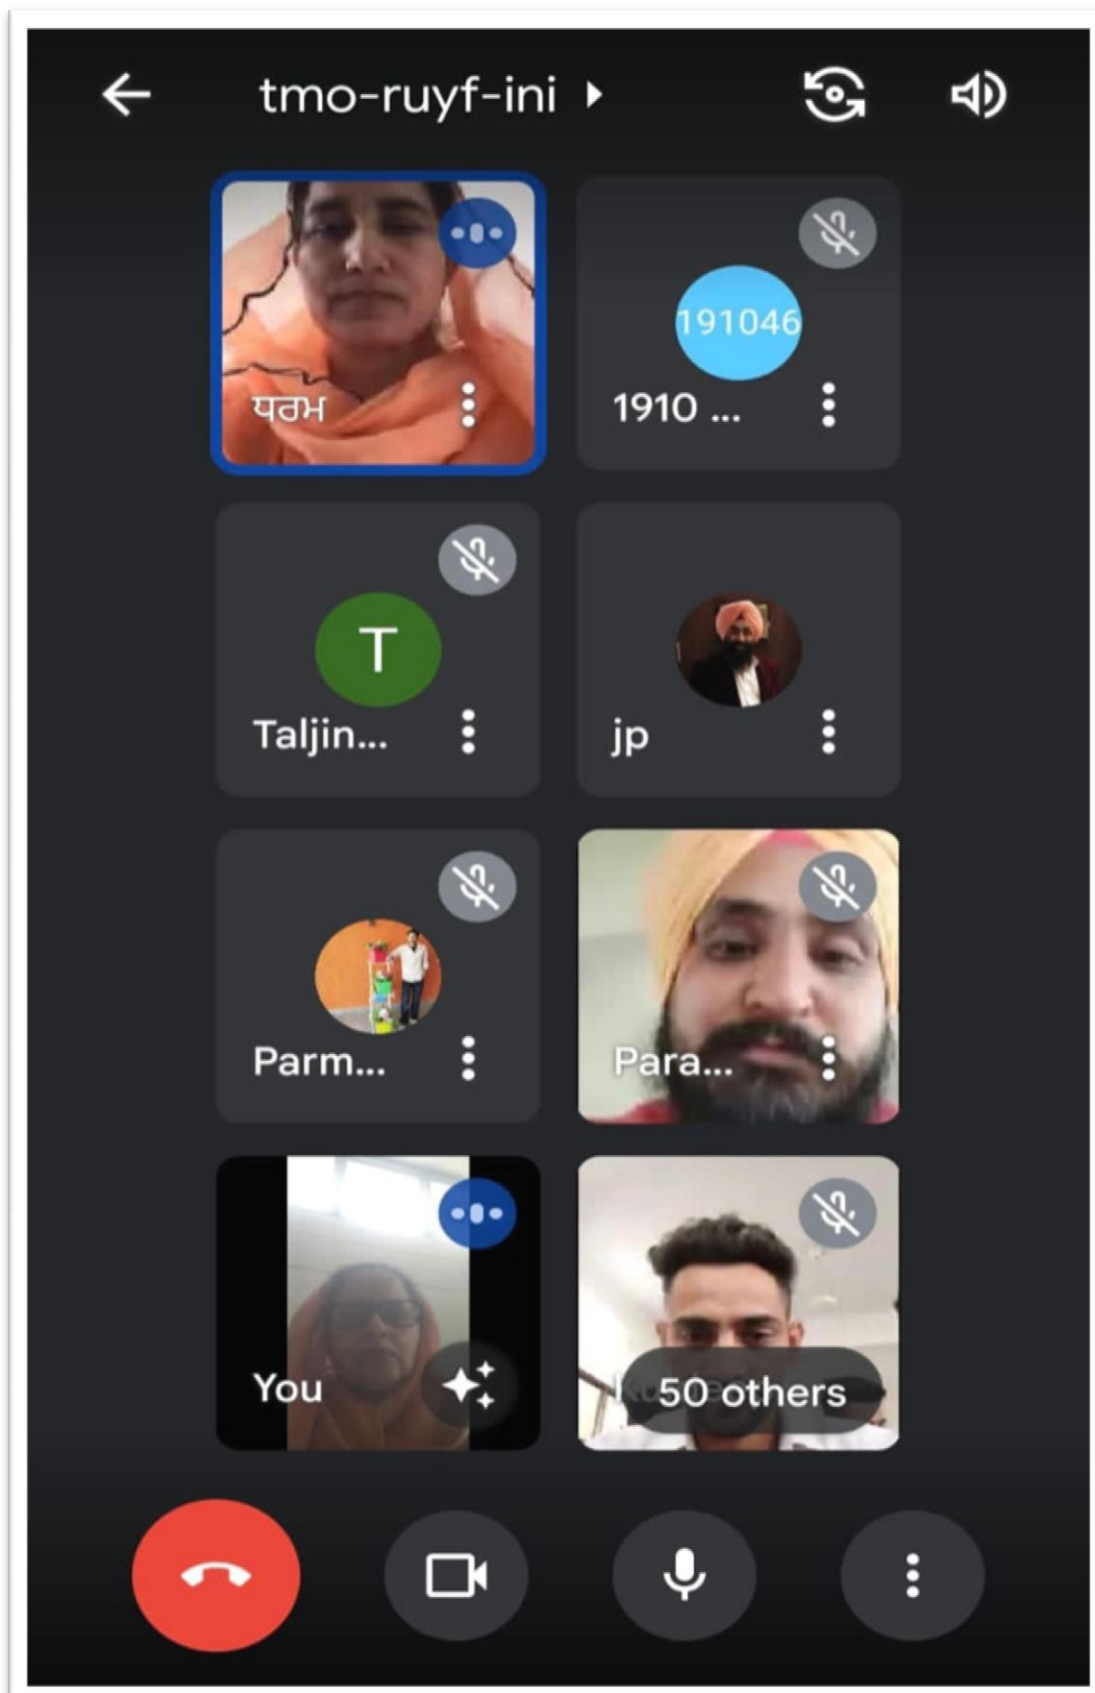 tmo-ruyf-ini
ਧਰਮ
191046
1910 ...
T
Taljin...
jp
Parm...
Para...
You
50 others